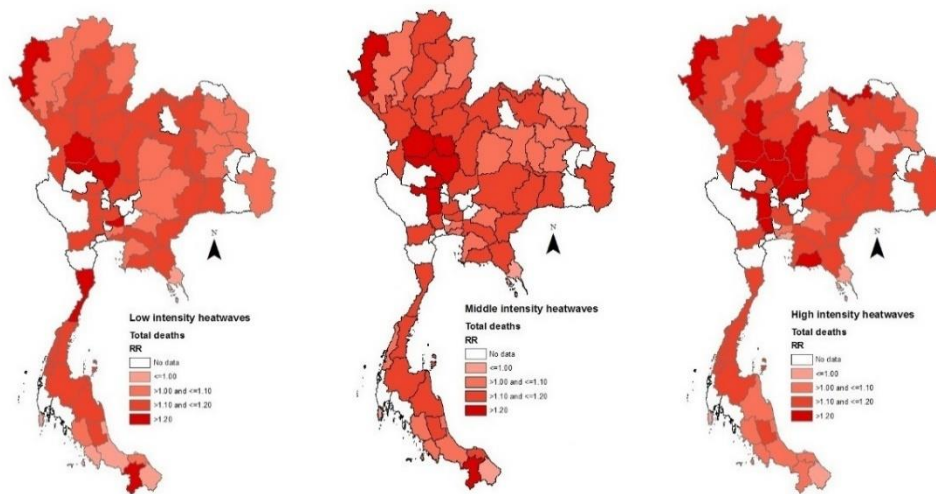 N
Low intensity heatwaves
Total deaths
RR
No data
<=1.00
>1.00 and <=1.10
>1.10 and <=1.20
>1.20
N
Middle intensity heatwaves
Total deaths
RR
No data
<=1.00
>1.00 and <=1.10
>1.10 and <=1.20
>1.20
N
High intensity heatwaves
Total deaths
RR
No data
<=1.00
>1.00 and <=1.10
>1.10 and <=1.20
>1.20